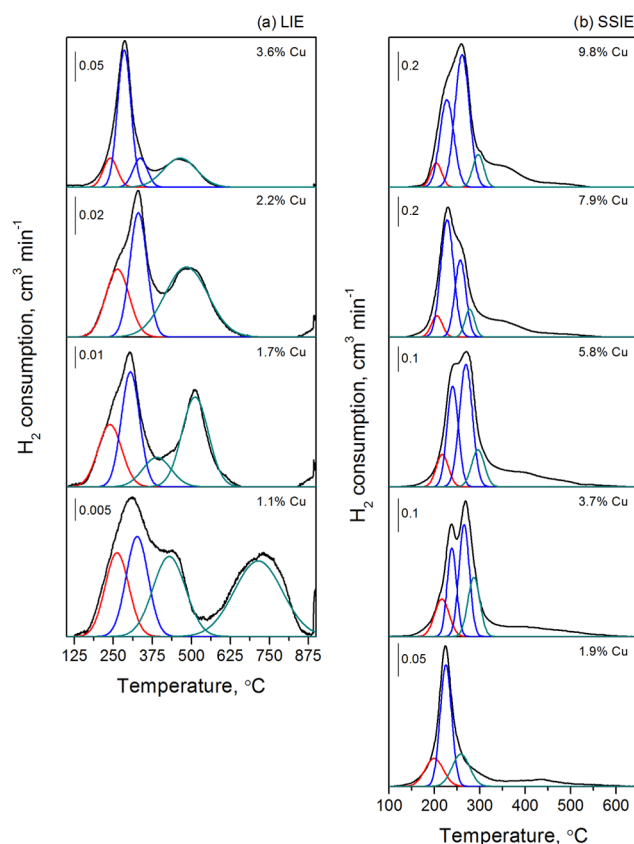 (a) LIE
3.6% Cu
0.05
2.2% Cu
0.02
1.7% Cu
0.01
1.1% Cu
0.005
H2 consumption, cm3 min-1
125 250 375 500 625 750 875
Temperature, °C
(b) SSIE
9.8% Cu
0.2
7.9% Cu
0.2
5.8% Cu
0.1
3.7% Cu
0.1
1.9% Cu
0.05
H2 consumption, cm3 min-1
100 200 300 400 500 600
Temperature, °C